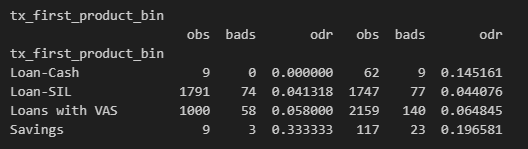 tx_first_product_bin
obs bads odr obs bads odr
tx_first_product_bin
Loan-Cash 9 0 0.000000 62 9 0.145161
Loan-SIL 1791 74 0.041318 1747 77 0.044076
Loans with VAS 1000 58 0.058000 2159 140 0.064845
Savings 9 3 0.333333 117 23 0.196581